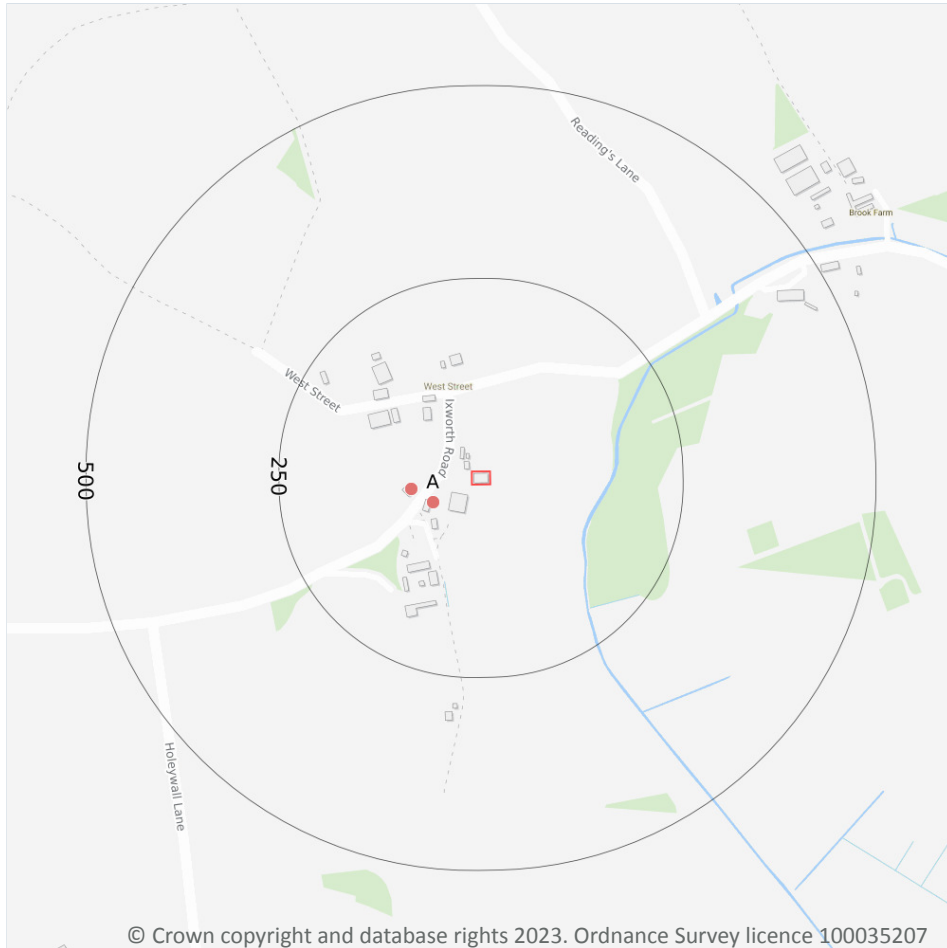 Reading's Lane
Brook Farm
West Street
West Street
Ixworth Road
500
250
A
Holeywall Lane
© Crown copyright and database rights 2023. Ordnance Survey licence 100035207